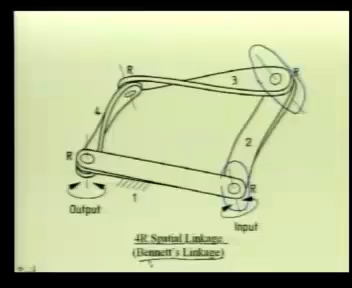 R
R
3
4
2
R
R
1
Output
Input
4R Spatial Linkage
(Bennett's Linkage)